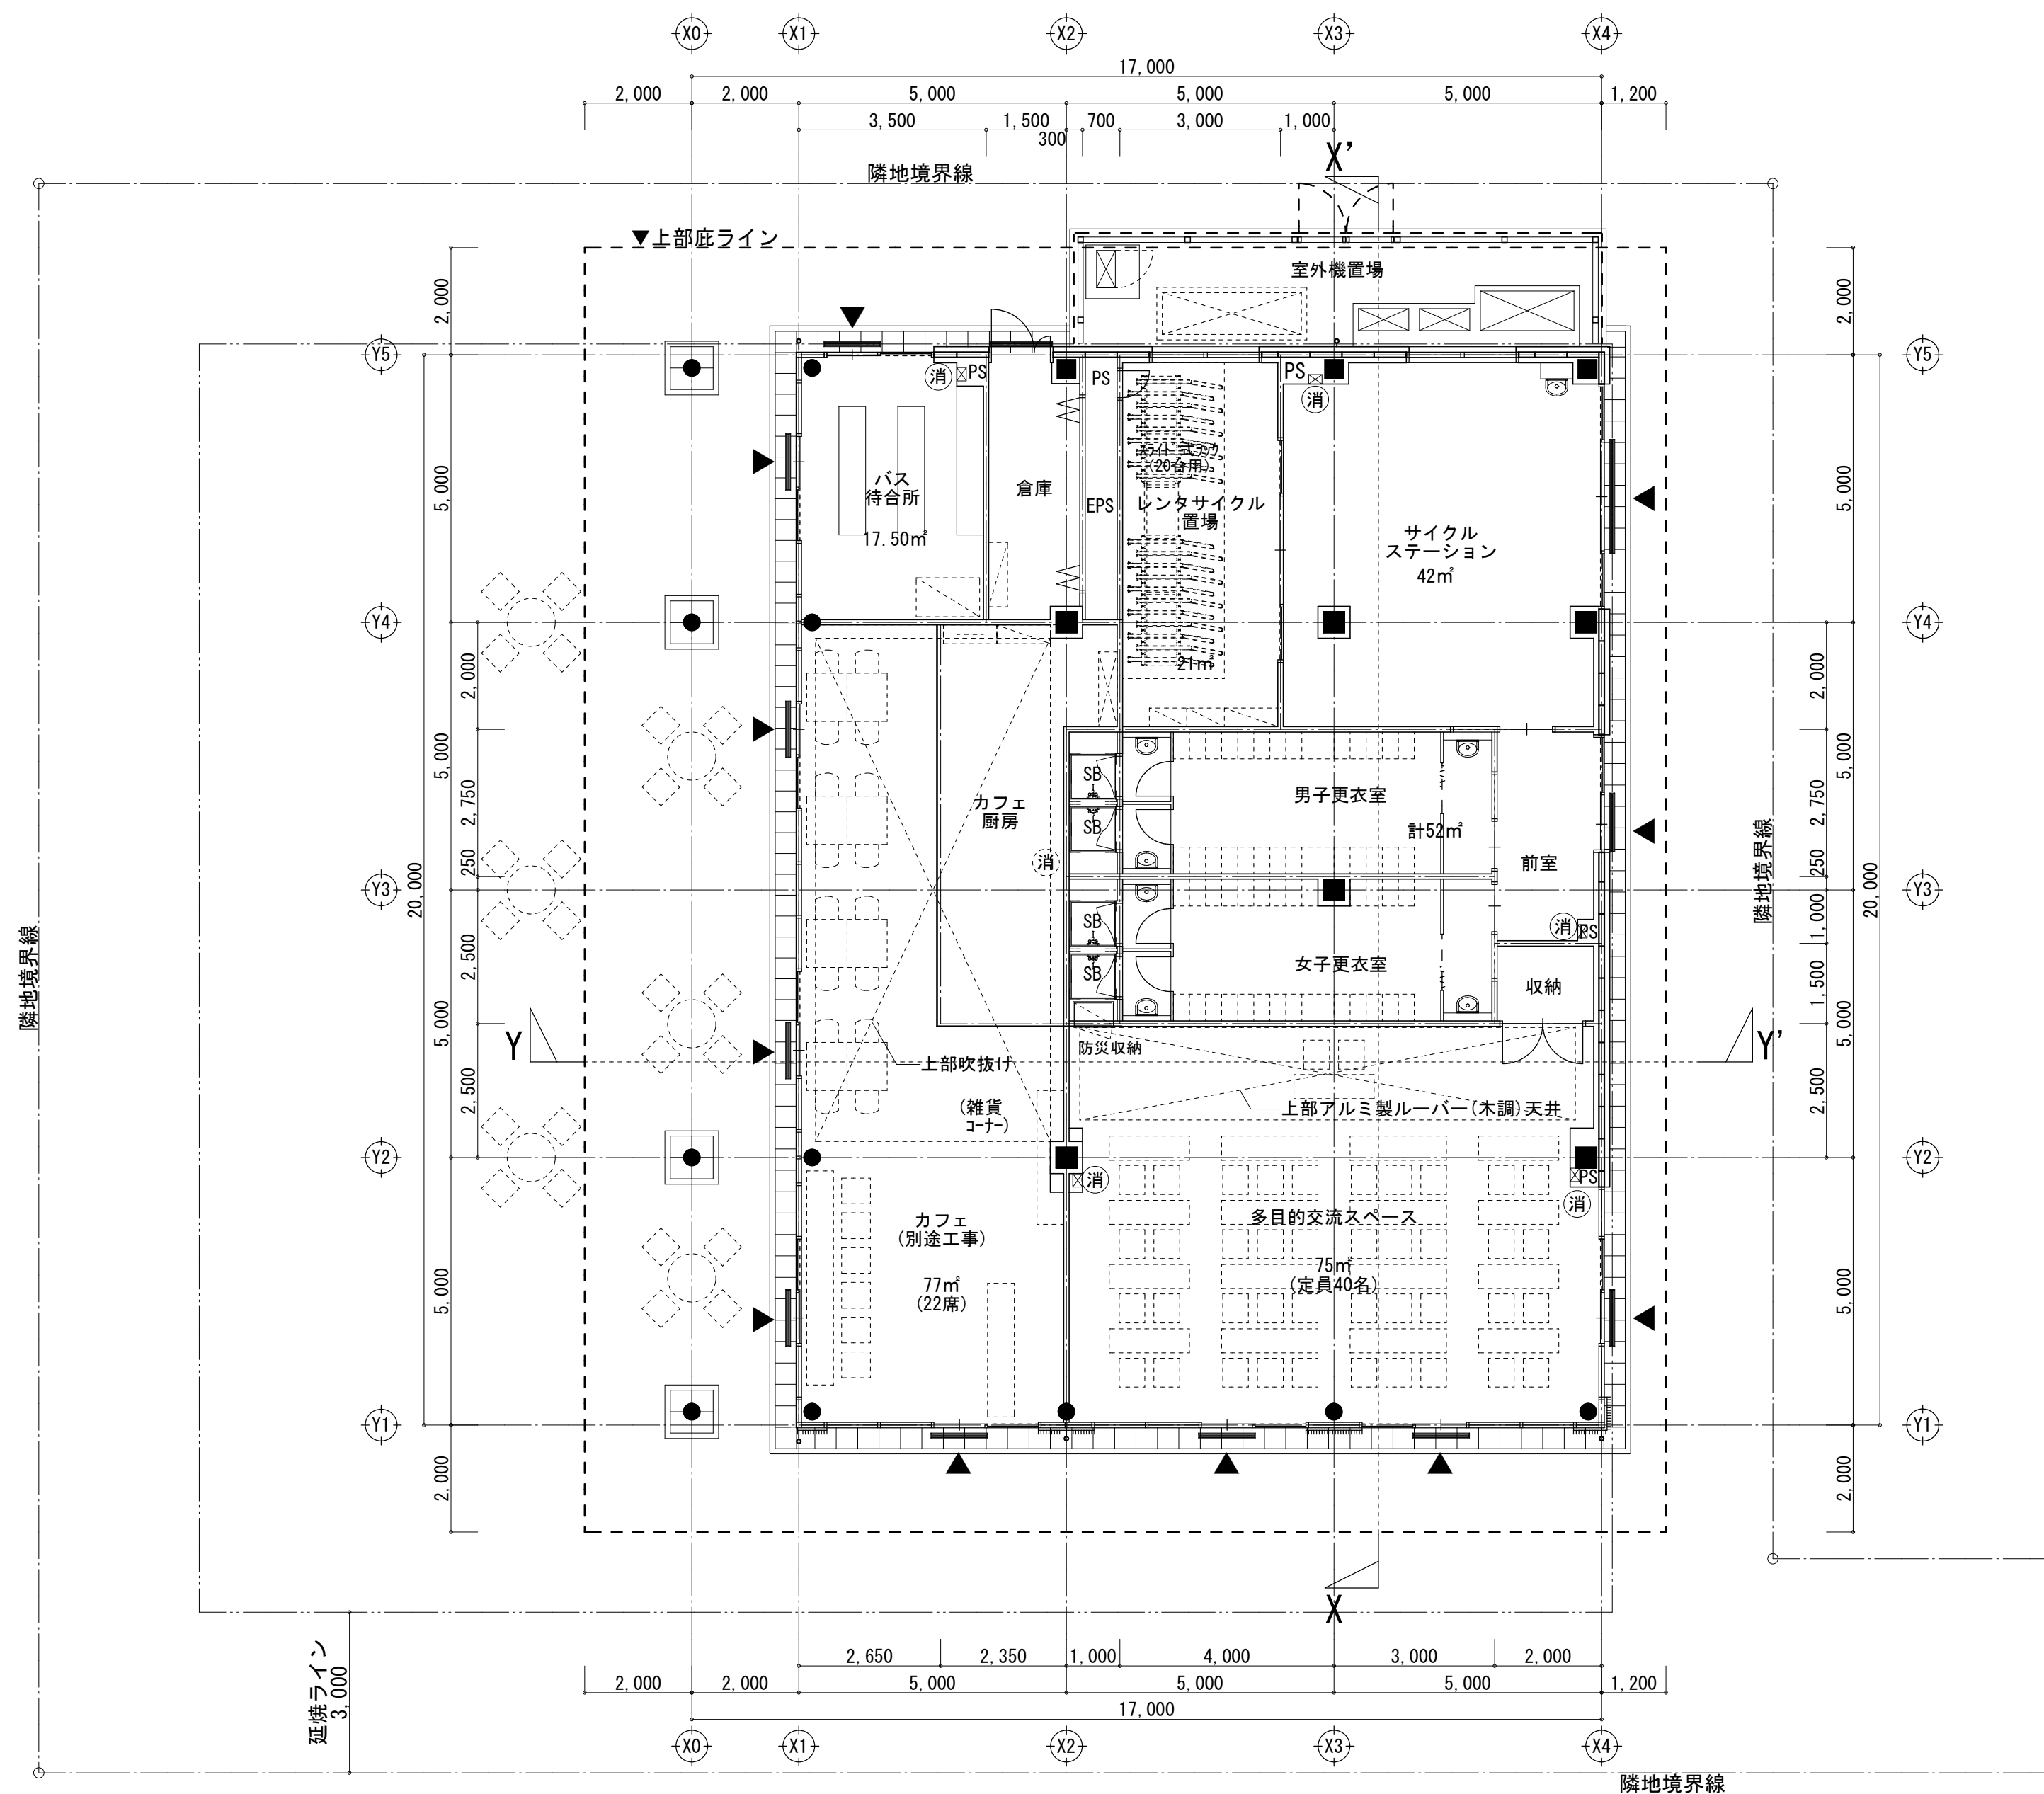 X0
X1
X2
X3
X4
17,000
2,000
2,000
5,000
5,000
5,000
1,200
3,500
1,500
700
3,000
1,000
300
X’
隣地境界線
▼上部庇ライン
室外機置場
2,000
2,000
Y5
Y5
消
PS
PS
PS
消
(20台用)
バス
待合所
17.50㎡
倉庫
EPS
レンタサイクル
置場
サイクル
ステーション
42㎡
5,000
5,000
Y4
Y4
21㎡
2,000
2,000
5,000
5,000
2,750
2,750
250
250
SB
SB
男子更衣室
計52㎡
カフェ
厨房
消
前室
隣地境界線
隣地境界線
20,000
20,000
Y3
Y3
1,000
SB
SB
消
PS
女子更衣室
収納
2,500
1,500
5,000
5,000
Y
Y’
防災収納
上部吹抜け
2,500
2,500
(雑貨
コーナー)
上部アルミ製ルーバー(木調)天井
Y2
Y2
消
PS
消
カフェ
(別途工事)
77㎡
(22席)
多目的交流スペース
75㎡
(定員40名)
5,000
5,000
Y1
Y1
2,000
2,000
X
延焼ライン
3,000
2,650
2,350
1,000
4,000
3,000
2,000
2,000
2,000
5,000
5,000
5,000
1,200
17,000
X0
X1
X2
X3
X4
隣地境界線